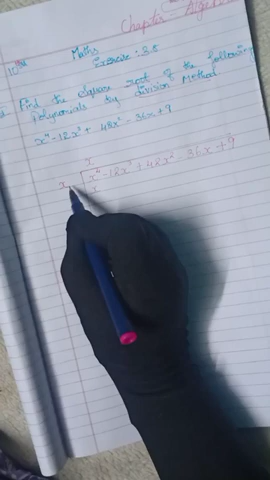 Chapter - Alge
10th Maths
Exercise - 3.8
Find the square root of the following
Polynomials by division Method
x⁴-12x³+ 42x²-36x+9
x
x x⁴-12x³+42x²-36x+9
x